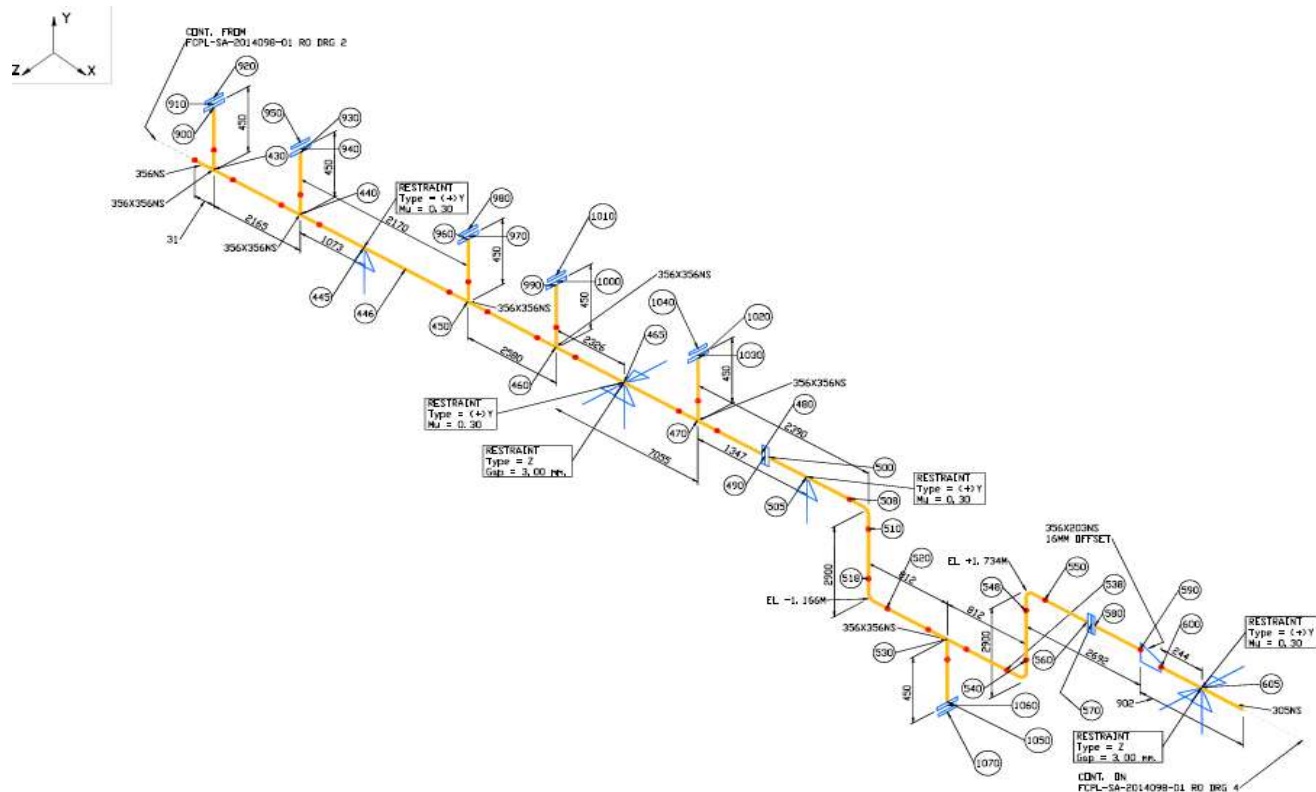 Y
Z
X
CONT. FROM
FCPL-SA-2014098-01 R0 DRG 2
920
910
900
450
950
930
940
450
430
440
356NS
356X356NS
31
2165
356X356NS
1073
RESTRAINT
Type = (+)Y
Mu = 0.30
2170
980
960
970
450
1010
990
1000
450
356X356NS
445
446
450
356X356NS
2580
460
2326
465
1040
1020
1030
450
356X356NS
RESTRAINT
Type = (+)Y
Mu = 0.30
RESTRAINT
Type = Z
Gap = 3.00 mm.
7055
470
480
2390
1347
490
500
505
508
RESTRAINT
Type = (+)Y
Mu = 0.30
510
2900
518
520
812
EL -1.166M
356X356NS
530
812
450
1060
1050
1070
540
2900
EL +1.734M
548
550
538
560
580
570
2692
356X203NS
16MM OFFSET
590
600
244
902
RESTRAINT
Type = (+)Y
Mu = 0.30
605
305NS
RESTRAINT
Type = Z
Gap = 3.00 mm.
CONT. ON
FCPL-SA-2014098-01 R0 DRG 4